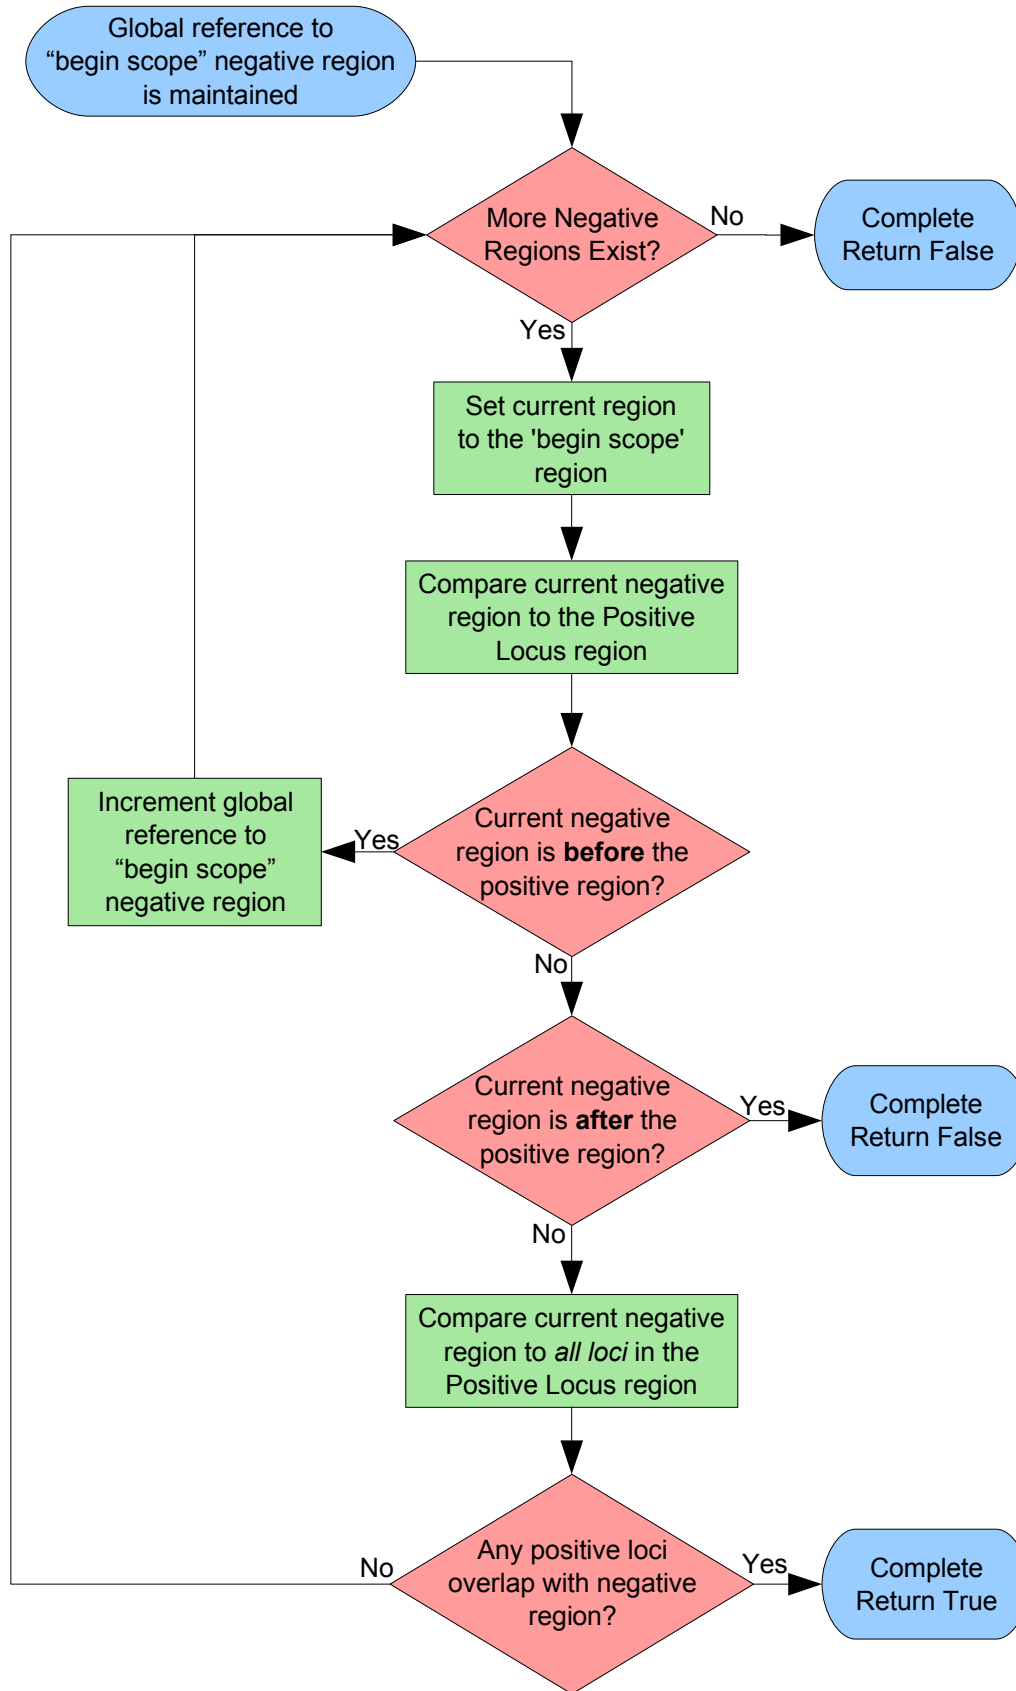 Global reference to
“begin scope” negative region
is maintained
More Negative
Regions Exist?
No
Complete
Return False
Yes
Set current region
to the 'begin scope'
region
Compare current negative
region to the Positive
Locus region
Current negative
region is before the
positive region?
Yes
Increment global
reference to
“begin scope”
negative region
No
Current negative
region is after the
positive region?
Yes
Complete
Return False
No
Compare current negative
region to all loci in the
Positive Locus region
Any positive loci
overlap with negative
region?
No
Yes
Complete
Return True